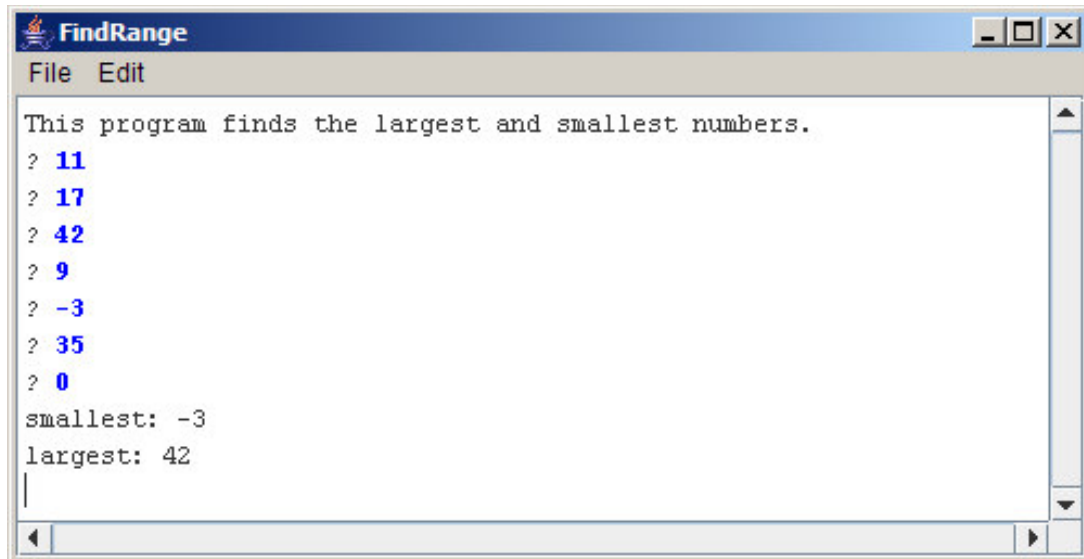 FindRange
File Edit
This program finds the largest and smallest numbers.
? 11
? 17
? 42
? 9
? -3
? 35
? 0
smallest: -3
largest: 42